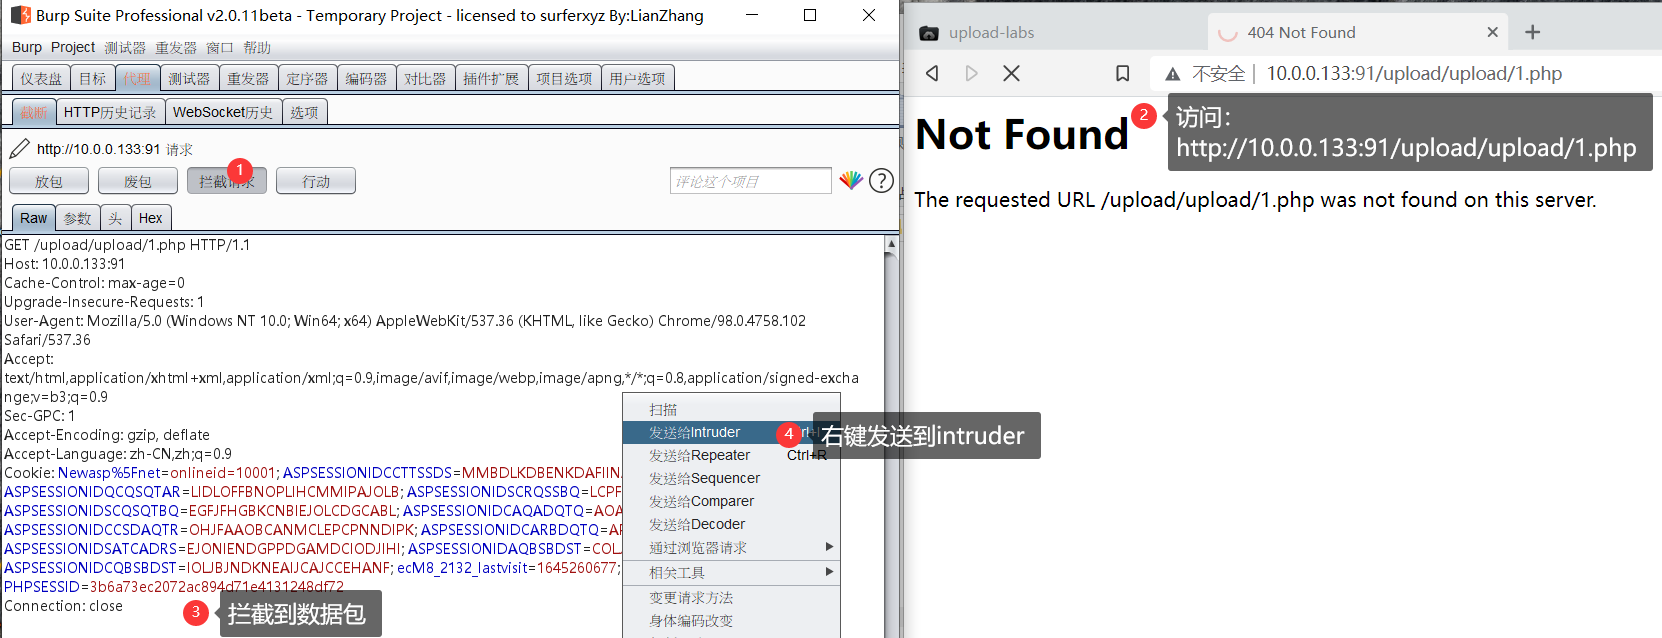 Burp Suite Professional v2.0.11beta - Temporary Project - licensed to surferxyz By:LianZhang
Burp Project 测试器 重发器 窗口 帮助
仪表盘 目标 代理 测试器 重发器 定序器 编码器 对比器 插件扩展 项目选项 用户选项
截断 HTTP历史记录 WebSocket历史 选项
http://10.0.0.133:91 请求
1
放包 废包 拦截请求 行动 评论这个项目 ?
Raw 参数 头 Hex
GET /upload/upload/1.php HTTP/1.1
Host: 10.0.0.133:91
Cache-Control: max-age=0
Upgrade-Insecure-Requests: 1
User-Agent: Mozilla/5.0 (Windows NT 10.0; Win64; x64) AppleWebKit/537.36 (KHTML, like Gecko) Chrome/98.0.4758.102
Safari/537.36
Accept:
text/html,application/xhtml+xml,application/xml;q=0.9,image/avif,image/webp,image/apng,*/*;q=0.8,application/signed-excha
nge;v=b3;q=0.9
Sec-GPC: 1
Accept-Encoding: gzip, deflate
Accept-Language: zh-CN,zh;q=0.9
Cookie: Newasp%5Fnet=onlineid=10001; ASPSESSIONIDCCTTSSDS=MMBDLKDBENKDAFIIN
ASPSESSIONIDQCQSQTAR=LIDLOFFBNOPLIHCMMIPAJOLB; ASPSESSIONIDSCRQSSBQ=LCPF
ASPSESSIONIDSCQSQTBQ=EGFJFHGBKCNBIEJOLCDGCABL; ASPSESSIONIDCAQADQTQ=AOA
ASPSESSIONIDCCSDAQTR=OHJFAAOBCANMCLEPCPNNDIPK; ASPSESSIONIDCARBDQTQ=
ASPSESSIONIDSATCADRS=EJONIENDGPPDGAMDCIODJIHI; ASPSESSIONIDAQBSBDST=COL
ASPSESSIONIDCQBSBDST=IOLJBJNDKNEAIJCAJCCEHANF; ecM8_2132_lastvisit=1645260677;
PHPSESSID=3b6a73ec2072ac894d71e4131248df72
Connection: close
3 拦截到数据包
扫描
发送给Intruder
4 右键发送到intruder
发送给Repeater Ctrl+R
发送给Sequencer
发送给Comparer
发送给Decoder
通过浏览器请求
相关工具
变更请求方法
身体编码改变
upload-labs 404 Not Found
不安全 | 10.0.0.133:91/upload/upload/1.php
Not Found
2 访问：
http://10.0.0.133:91/upload/upload/1.php
The requested URL /upload/upload/1.php was not found on this server.